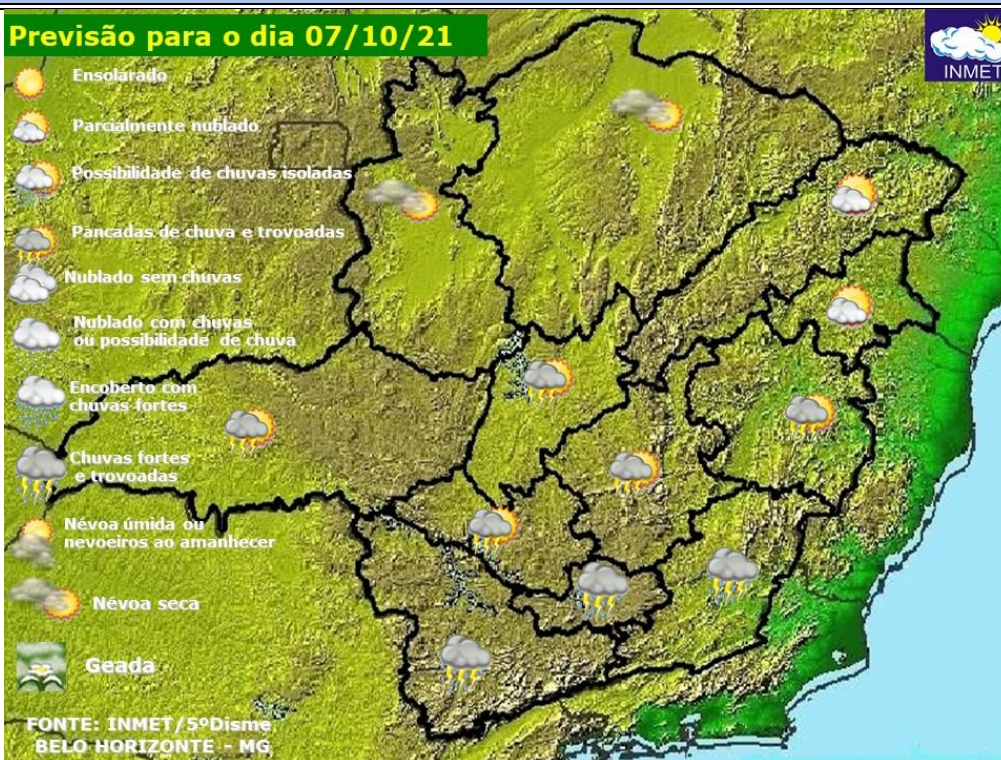 Previsão para o dia 07/10/21
INMET
Ensolarado
Parcialmente nublado
Possibilidade de chuvas isoladas
Pancadas de chuva e trovoadas
Nublado sem chuvas
Nublado com chuvas
ou possibilidade de chuva
Encoberto com
chuvas fortes
Chuvas fortes
e trovoadas
Névoa úmida ou
nevoeiros ao amanhecer
Névoa seca
Geada
FONTE: INMET/5ºDisme
BELO HORIZONTE - MG